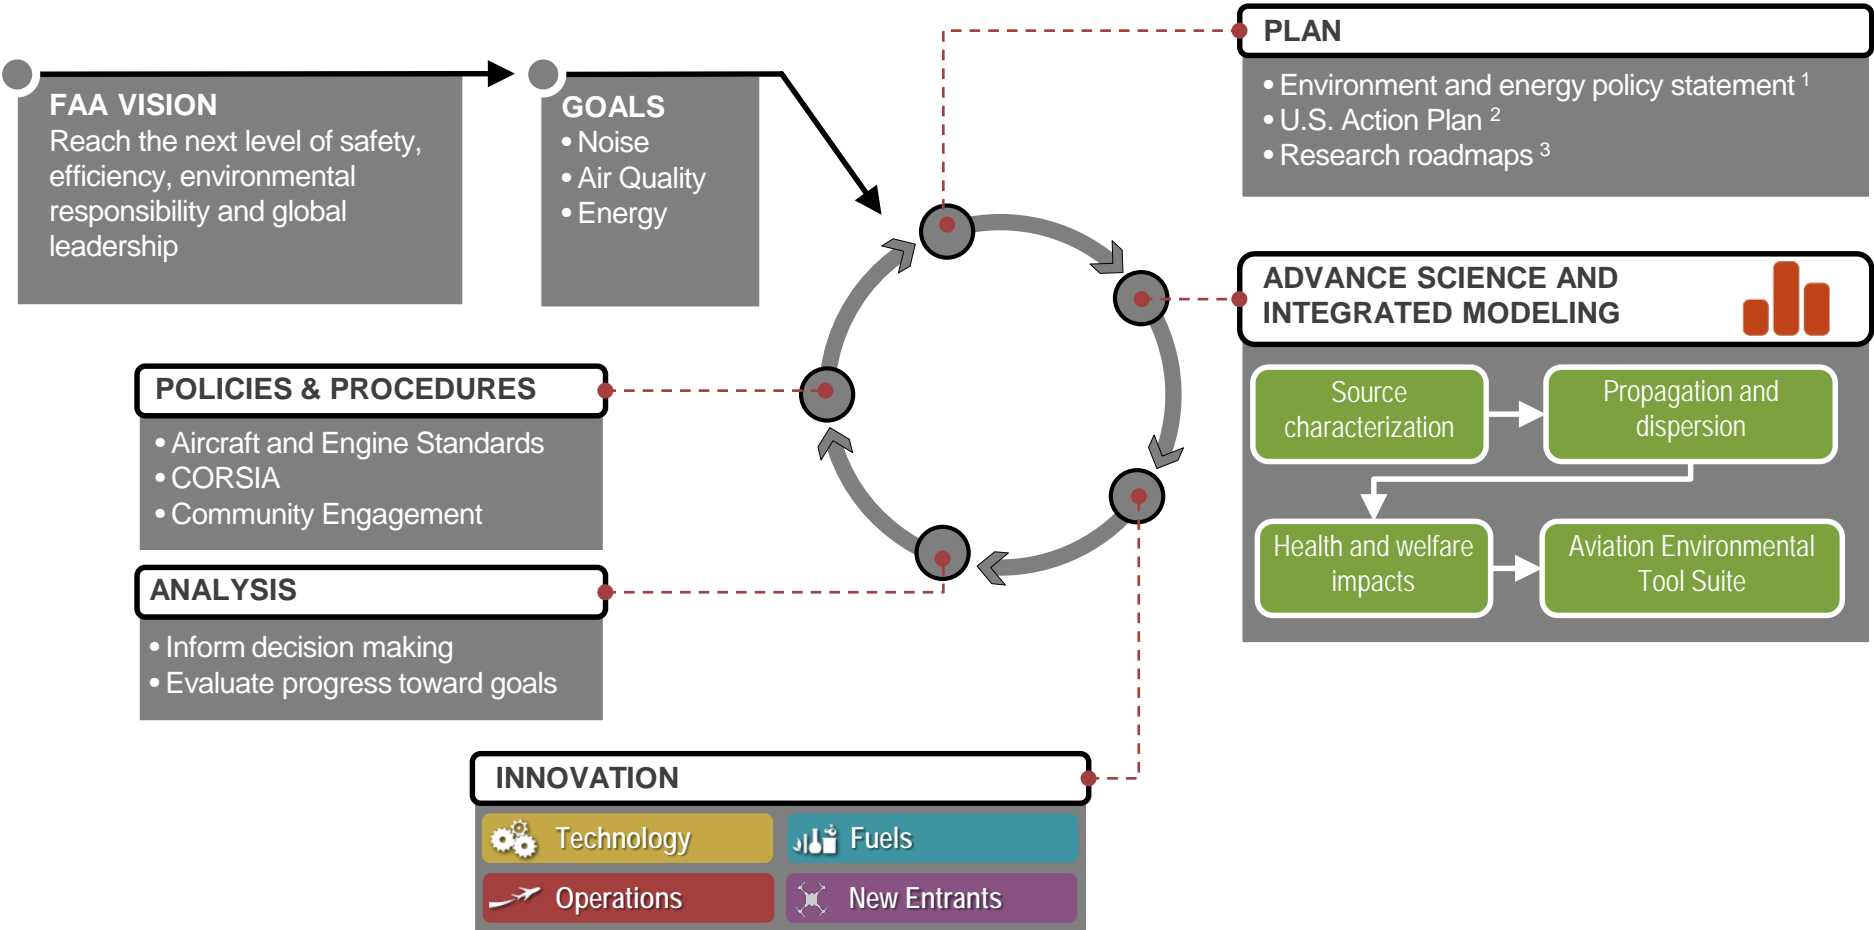 FAA VISION
Reach the next level of safety,
efficiency, environmental
responsibility and global
leadership
GOALS
• Noise
• Air Quality
• Energy
PLAN
• Environment and energy policy statement 1
• U.S. Action Plan 2
• Research roadmaps 3
ADVANCE SCIENCE AND
INTEGRATED MODELING
Source
characterization
Propagation and
dispersion
Health and welfare
impacts
Aviation Environmental
Tool Suite
POLICIES & PROCEDURES
• Aircraft and Engine Standards
• CORSIA
• Community Engagement
ANALYSIS
• Inform decision making
• Evaluate progress toward goals
INNOVATION
Technology
Fuels
Operations
New Entrants